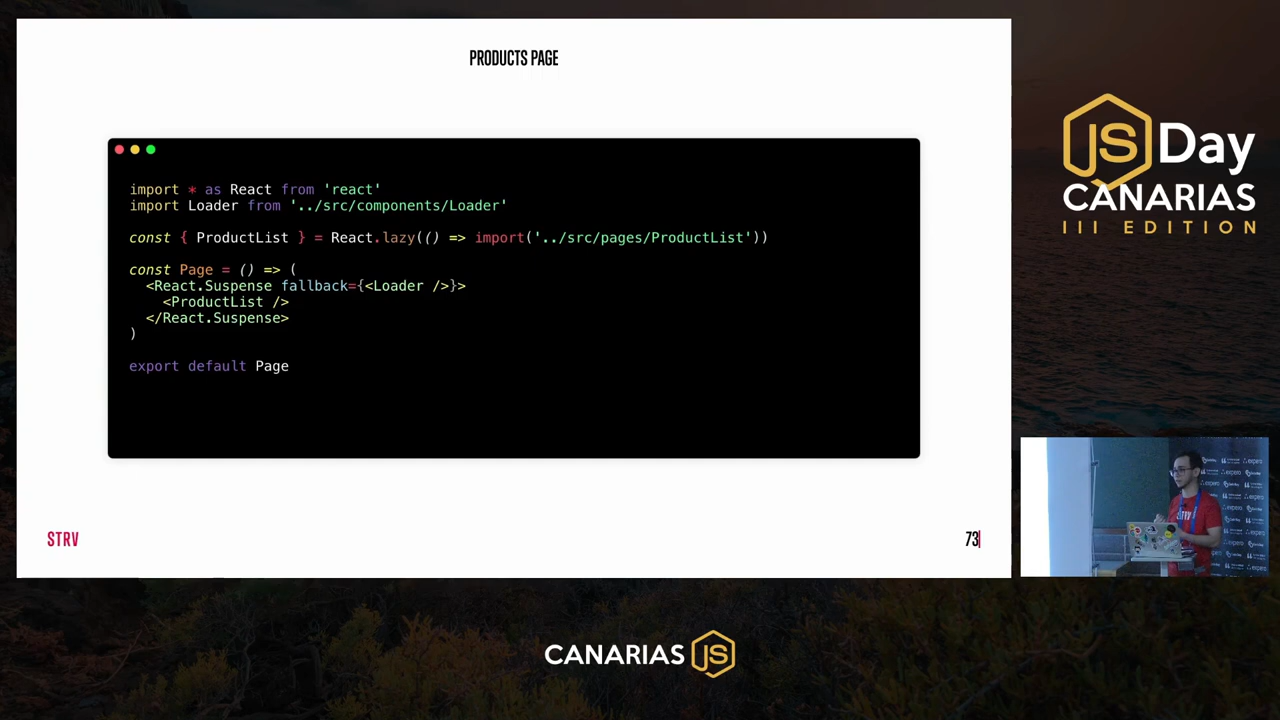 PRODUCTS PAGE
import * as React from 'react'
import Loader from '../src/components/Loader'
const { ProductList } = React.lazy(() => import('../src/pages/ProductList'))
const Page = () => (
<React.Suspense fallback={<Loader />}>
<ProductList />
</React.Suspense>
)
export default Page
STRV
73
JS Day
CANARIAS
III EDITION
CANARIAS JS